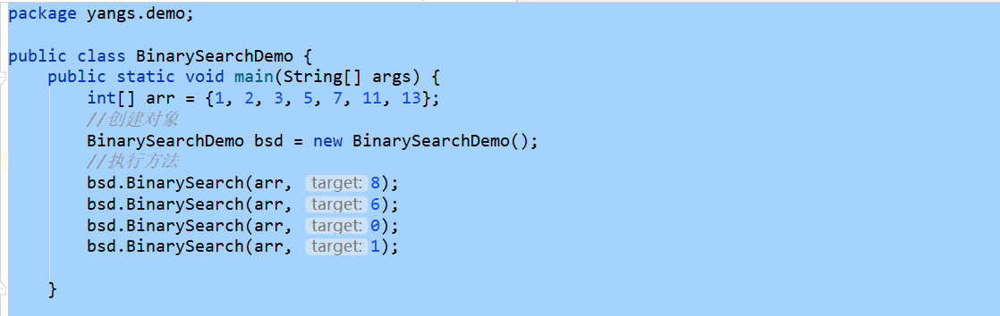 package yangs.demo;
public class BinarySearchDemo {
public static void main(String[] args) {
int[] arr = {1, 2, 3, 5, 7, 11, 13};
//创建对象
BinarySearchDemo bsd = new BinarySearchDemo();
//执行方法
bsd.BinarySearch(arr, target: 8);
bsd.BinarySearch(arr, target: 6);
bsd.BinarySearch(arr, target: 0);
bsd.BinarySearch(arr, target: 1);
}